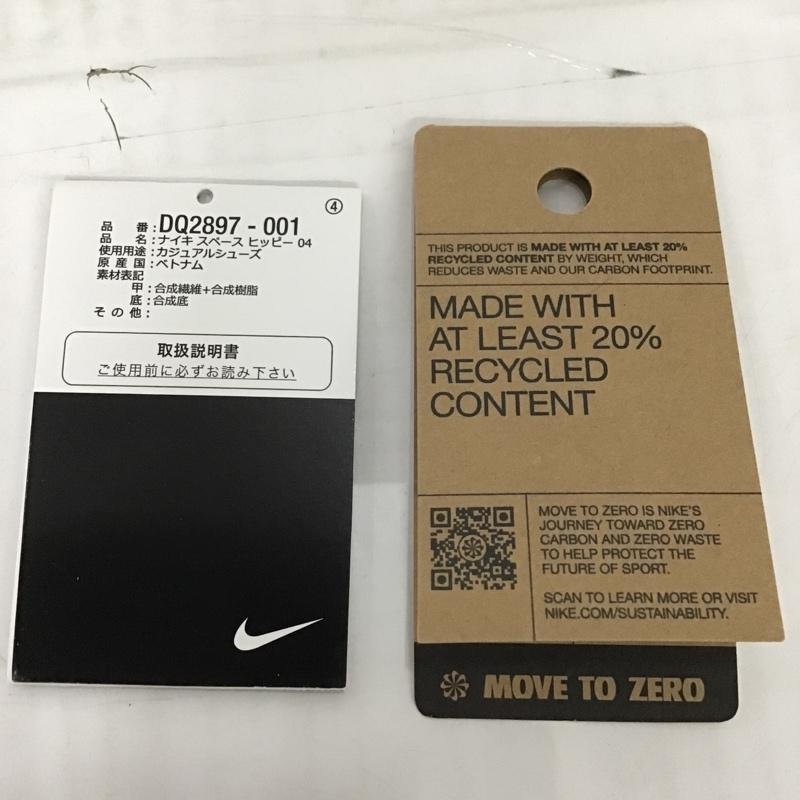 ④
品 番:DQ2897 - 001
品 名:ナイキ スペース ヒッピー 04
使用用途:カジュアルシューズ
原 産 国:ベトナム
素材表記
甲:合成繊維+合成樹脂
底:合成底
そ の 他:
取扱説明書
ご使用前に必ずお読み下さい
THIS PRODUCT IS MADE WITH AT LEAST 20%
RECYCLED CONTENT BY WEIGHT, WHICH
REDUCES WASTE AND OUR CARBON FOOTPRINT.
MADE WITH
AT LEAST 20%
RECYCLED
CONTENT
MOVE TO ZERO IS NIKE'S
JOURNEY TOWARD ZERO
CARBON AND ZERO WASTE
TO HELP PROTECT THE
FUTURE OF SPORT.
SCAN TO LEARN MORE OR VISIT
NIKE.COM/SUSTAINABILITY.
MOVE TO ZERO